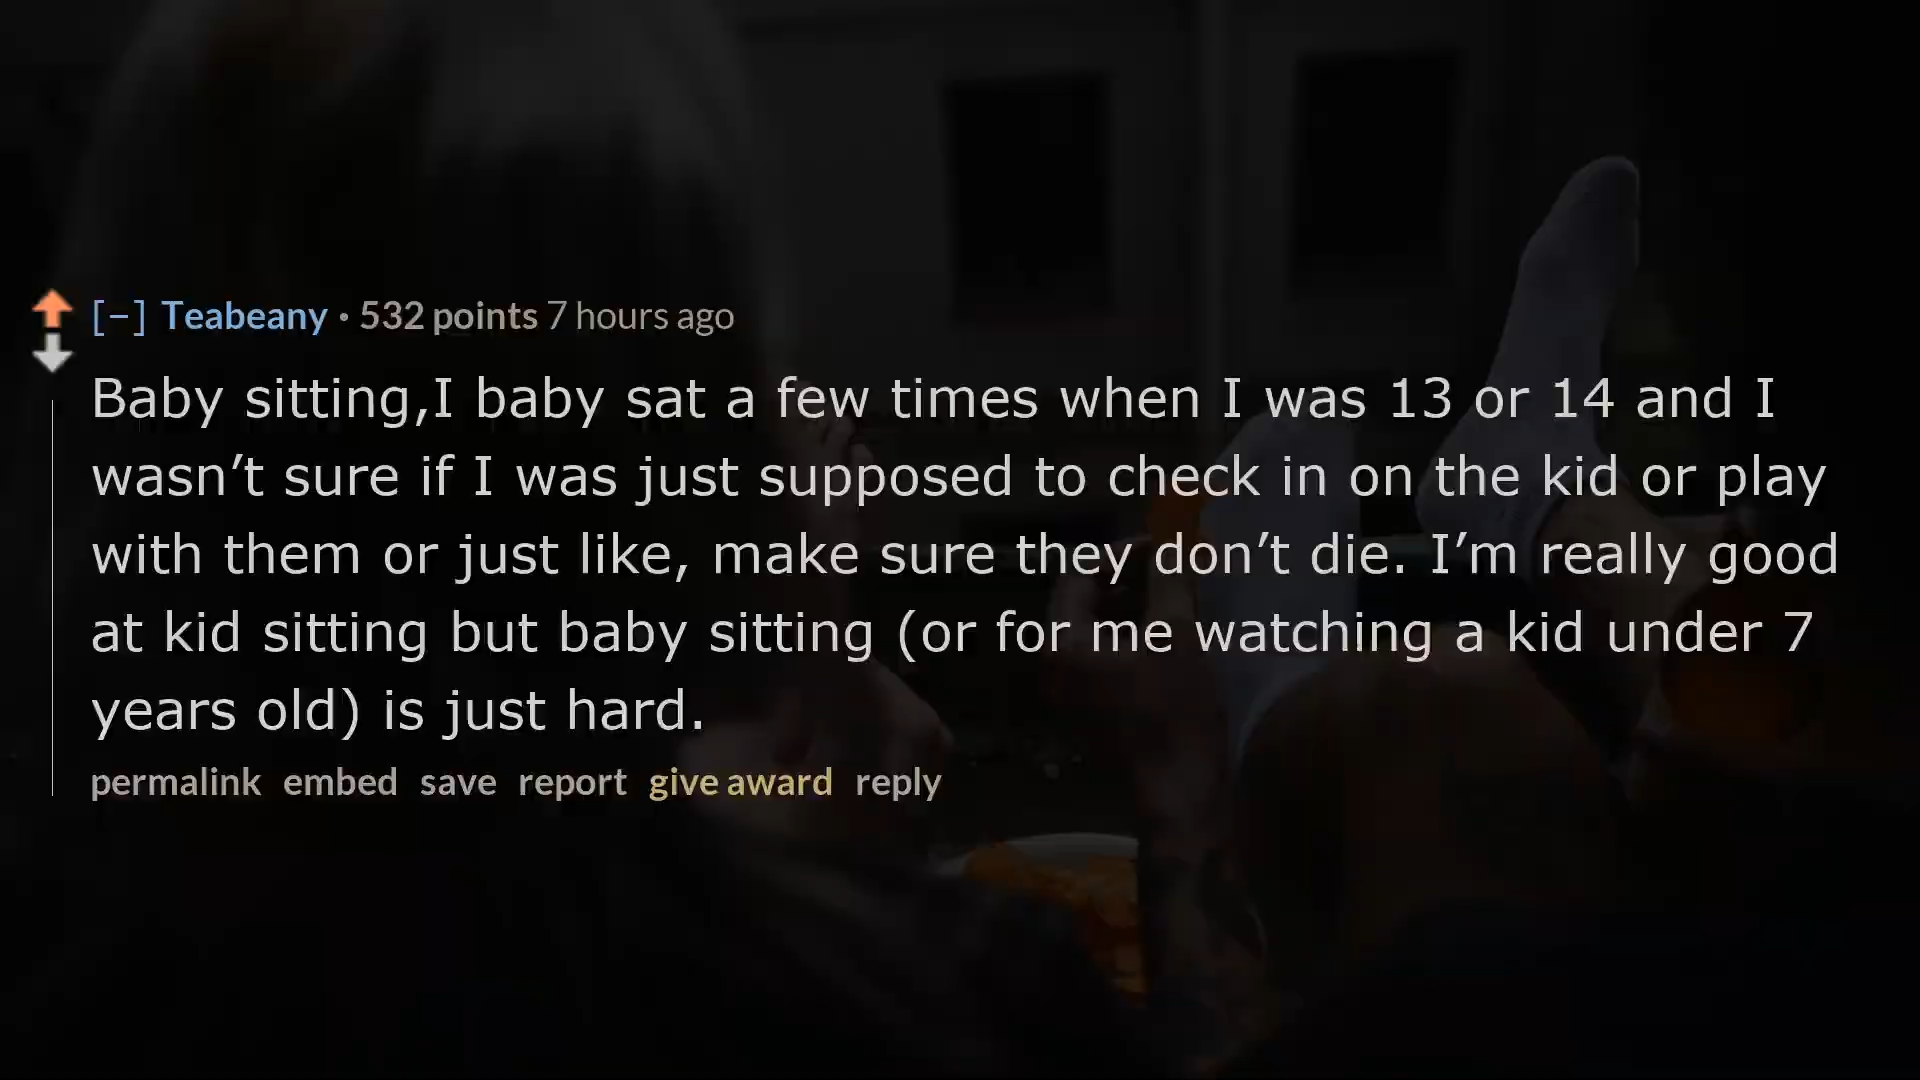 [−] Teabeany • 532 points 7 hours ago
Baby sitting,I baby sat a few times when I was 13 or 14 and I
wasn’t sure if I was just supposed to check in on the kid or play
with them or just like, make sure they don’t die. I’m really good
at kid sitting but baby sitting (or for me watching a kid under 7
years old) is just hard.
permalink embed save report give award reply